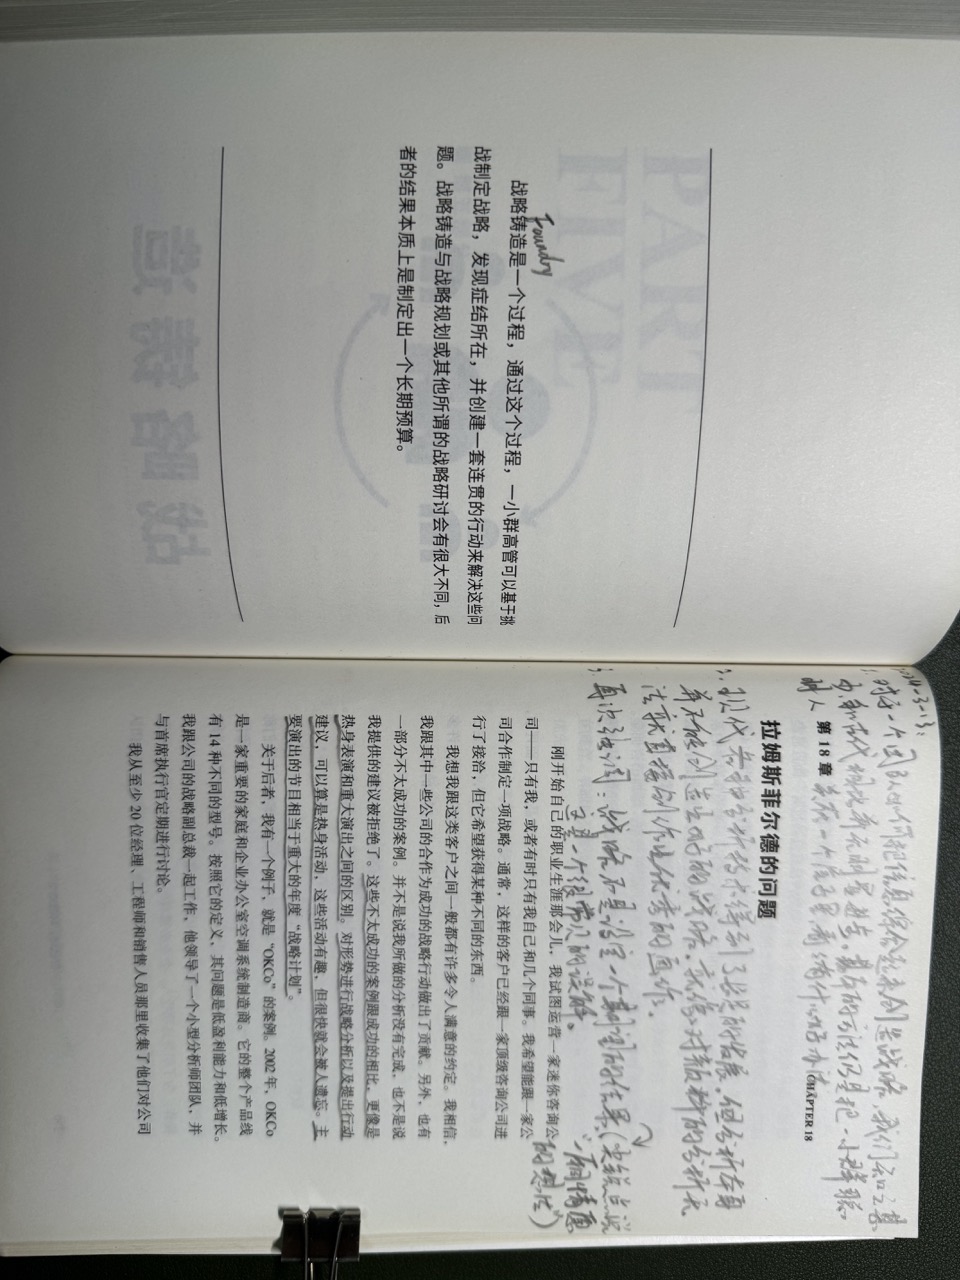 PART
FIVE
Foundry
战略铸造是一个过程，通过这个过程，一小群高管可以基于挑
战制定战略，发现症结所在，并创建一套连贯的行动来解决这些问
题。战略铸造与战略规划或其他所谓的战略研讨会有很大不同，后
者的结果本质上是制定出一个长期预算。
战略铸造
2024-3-13：
1. 对于一个团队如何把信息综合起来创造战略，我们知之甚
少，和古代相比并无明显进步。基本的方法仍是把一小群聪
明人关在一个屋子里，看有什么好办法。
第 18 章
CHAPTER 18
拉姆斯菲尔德的问题
2. 现代各种分析技术得到了长足的发展，但分析本身
并不能创造出好的战略。就像对颜料的分析无
法就直接创作出优秀的画作。
3. 再次强调：战略不是设定一个期望的结果，（尖锐点说
这是一个很常见的误解。
“一厢情愿
的想法”）
刚开始自己的职业生涯那会儿，我试图运营一家迷你咨询公
司——只有我，或者有时只有我自己和几个同事。我希望能跟一家公
司合作制定一项战略。通常，这样的客户已经跟一家顶级咨询公司进
行了接洽，但它希望获得某种不同的东西。
我想我跟这类客户之间一般都有许多令人满意的约定。我相信，
我跟其中一些公司的合作为成功的战略行动做出了贡献。另外，也有
一部分不太成功的案例。并不是说我所做的分析没有完成，也不是说
我提供的建议被拒绝了。这些不太成功的案例跟成功的相比，更像是
热身表演和重大演出之间的区别。对形势进行战略分析以及提出行动
建议，可以算是热身活动，这些活动有趣，但很快就会被人遗忘。主
要演出的节目相当于重大的年度“战略计划”。
关于后者，我有一个例子，就是“OKCo”的案例。2002 年，OKCo
是一家重要的家庭和企业办公室空调系统制造商。它的整个产品线
有 14 种不同的型号。按照它的定义，其问题是低盈利能力和低增长。
我跟公司的战略副总裁一起工作，他领导了一个小型分析师团队，并
与首席执行官定期进行讨论。
我从至少 20 位经理、工程师和销售人员那里收集了他们对公司